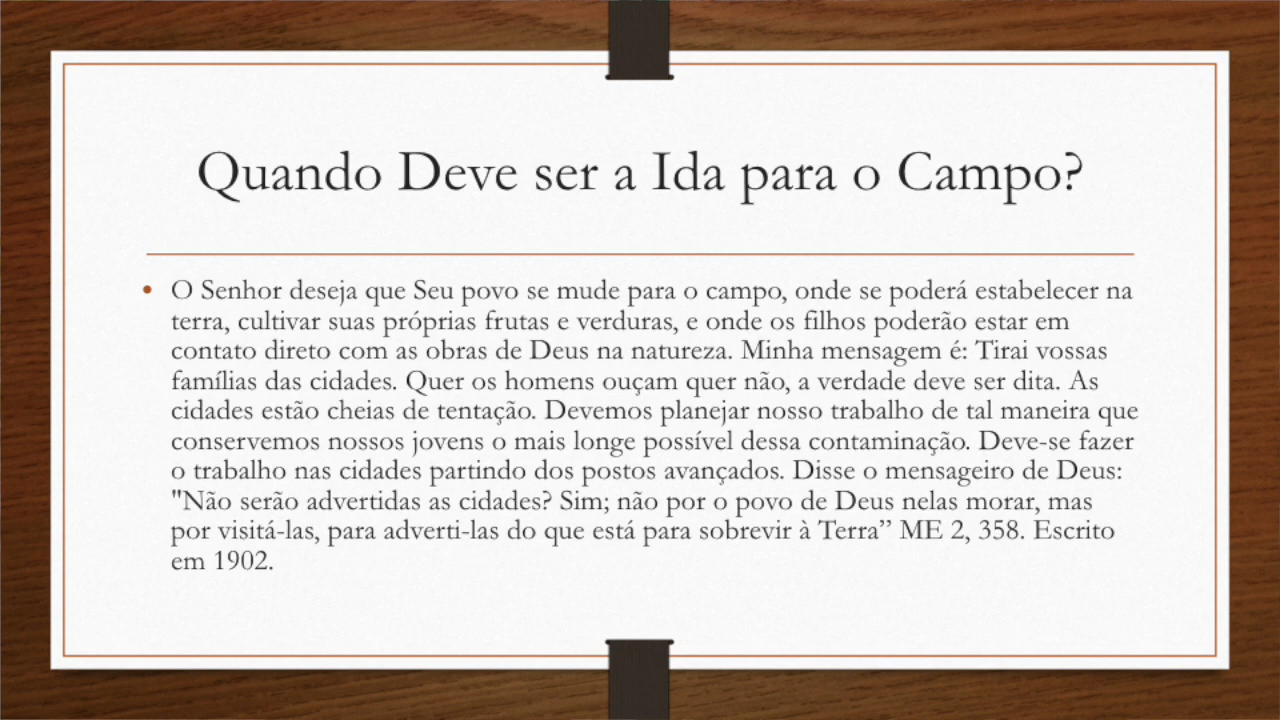 Quando Deve ser a Ida para o Campo?
• O Senhor deseja que Seu povo se mude para o campo, onde se poderá estabelecer na
terra, cultivar suas próprias frutas e verduras, e onde os filhos poderão estar em
contato direto com as obras de Deus na natureza. Minha mensagem é: Tirai vossas
famílias das cidades. Quer os homens ouçam quer não, a verdade deve ser dita. As
cidades estão cheias de tentação. Devemos planejar nosso trabalho de tal maneira que
conservemos nossos jovens o mais longe possível dessa contaminação. Deve-se fazer
o trabalho nas cidades partindo dos postos avançados. Disse o mensageiro de Deus:
"Não serão advertidas as cidades? Sim; não por o povo de Deus nelas morar, mas
por visitá-las, para adverti-las do que está para sobrevir à Terra” ME 2, 358. Escrito
em 1902.